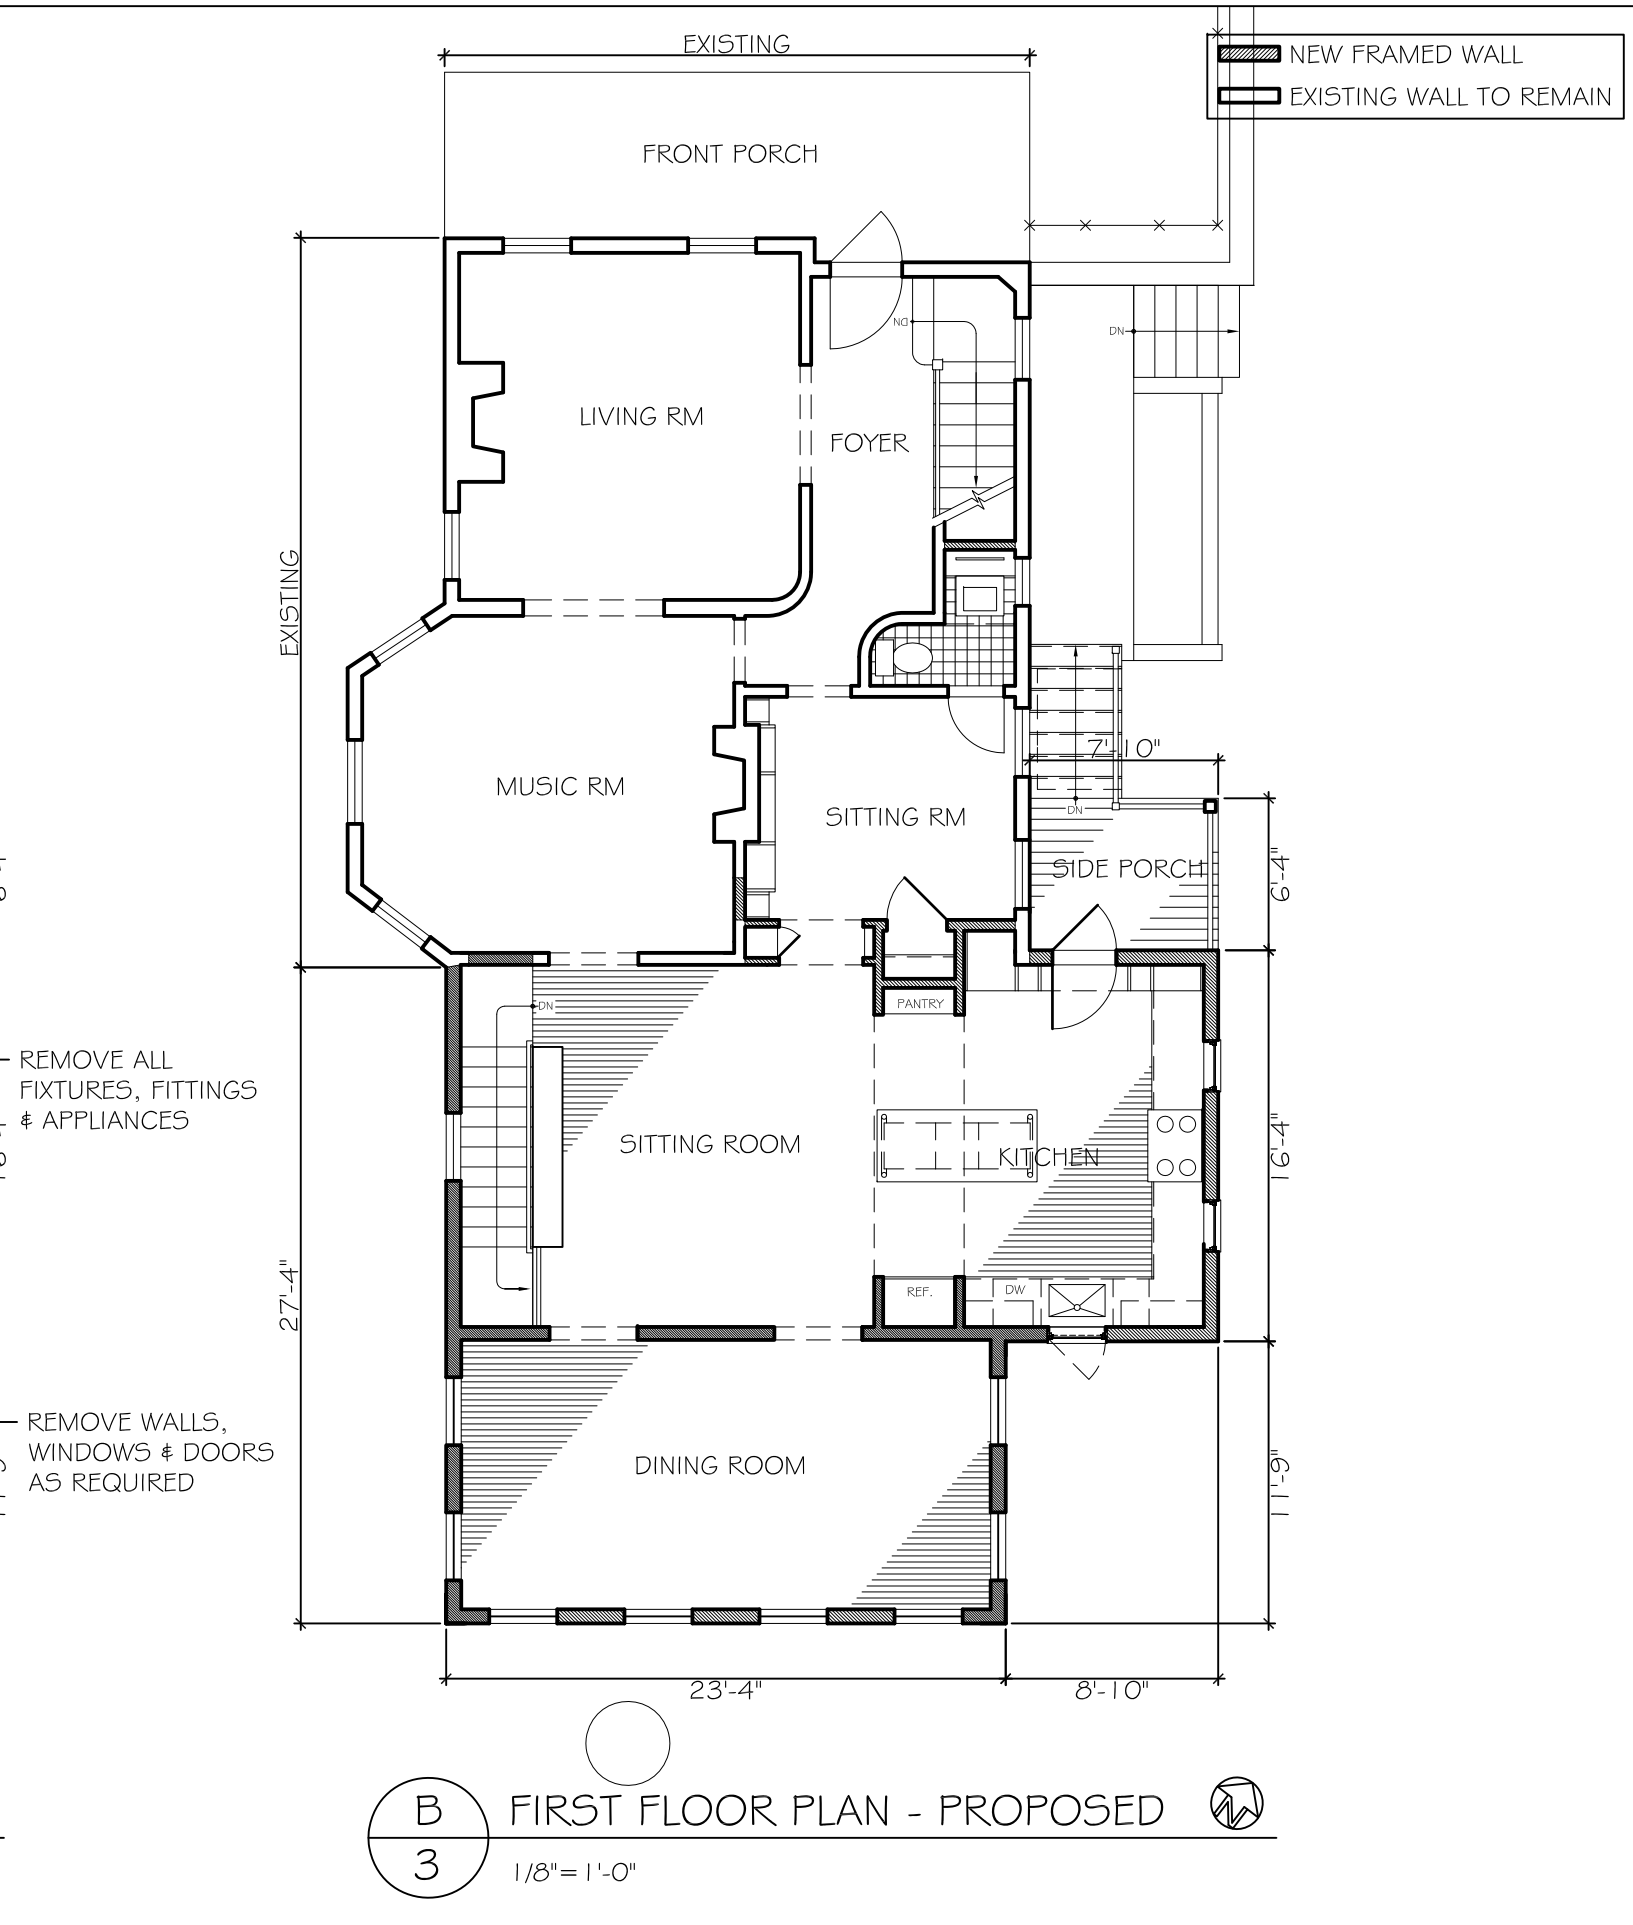 EXISTING
NEW FRAMED WALL
EXISTING WALL TO REMAIN
FRONT PORCH
DN
DN
LIVING RM
FOYER
EXISTING
7'-10"
MUSIC RM
SITTING RM
DN
SIDE PORCH
6'-4"
DN
PANTRY
REMOVE ALL
FIXTURES, FITTINGS
& APPLIANCES
SITTING ROOM
KITCHEN
16'-4"
27'-4"
REF.
DW
REMOVE WALLS,
WINDOWS & DOORS
AS REQUIRED
DINING ROOM
11'-9"
23'-4"
8'-10"
B
FIRST FLOOR PLAN - PROPOSED
3
1/8"=1'-0"